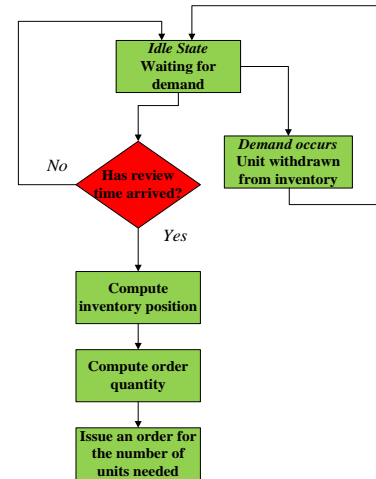 Idle State
Waiting for
demand
Demand occurs
Unit withdrawn
from inventory
No
Has review
time arrived?
Yes
Compute
inventory position
Compute order
quantity
Issue an order for
the number of
units needed